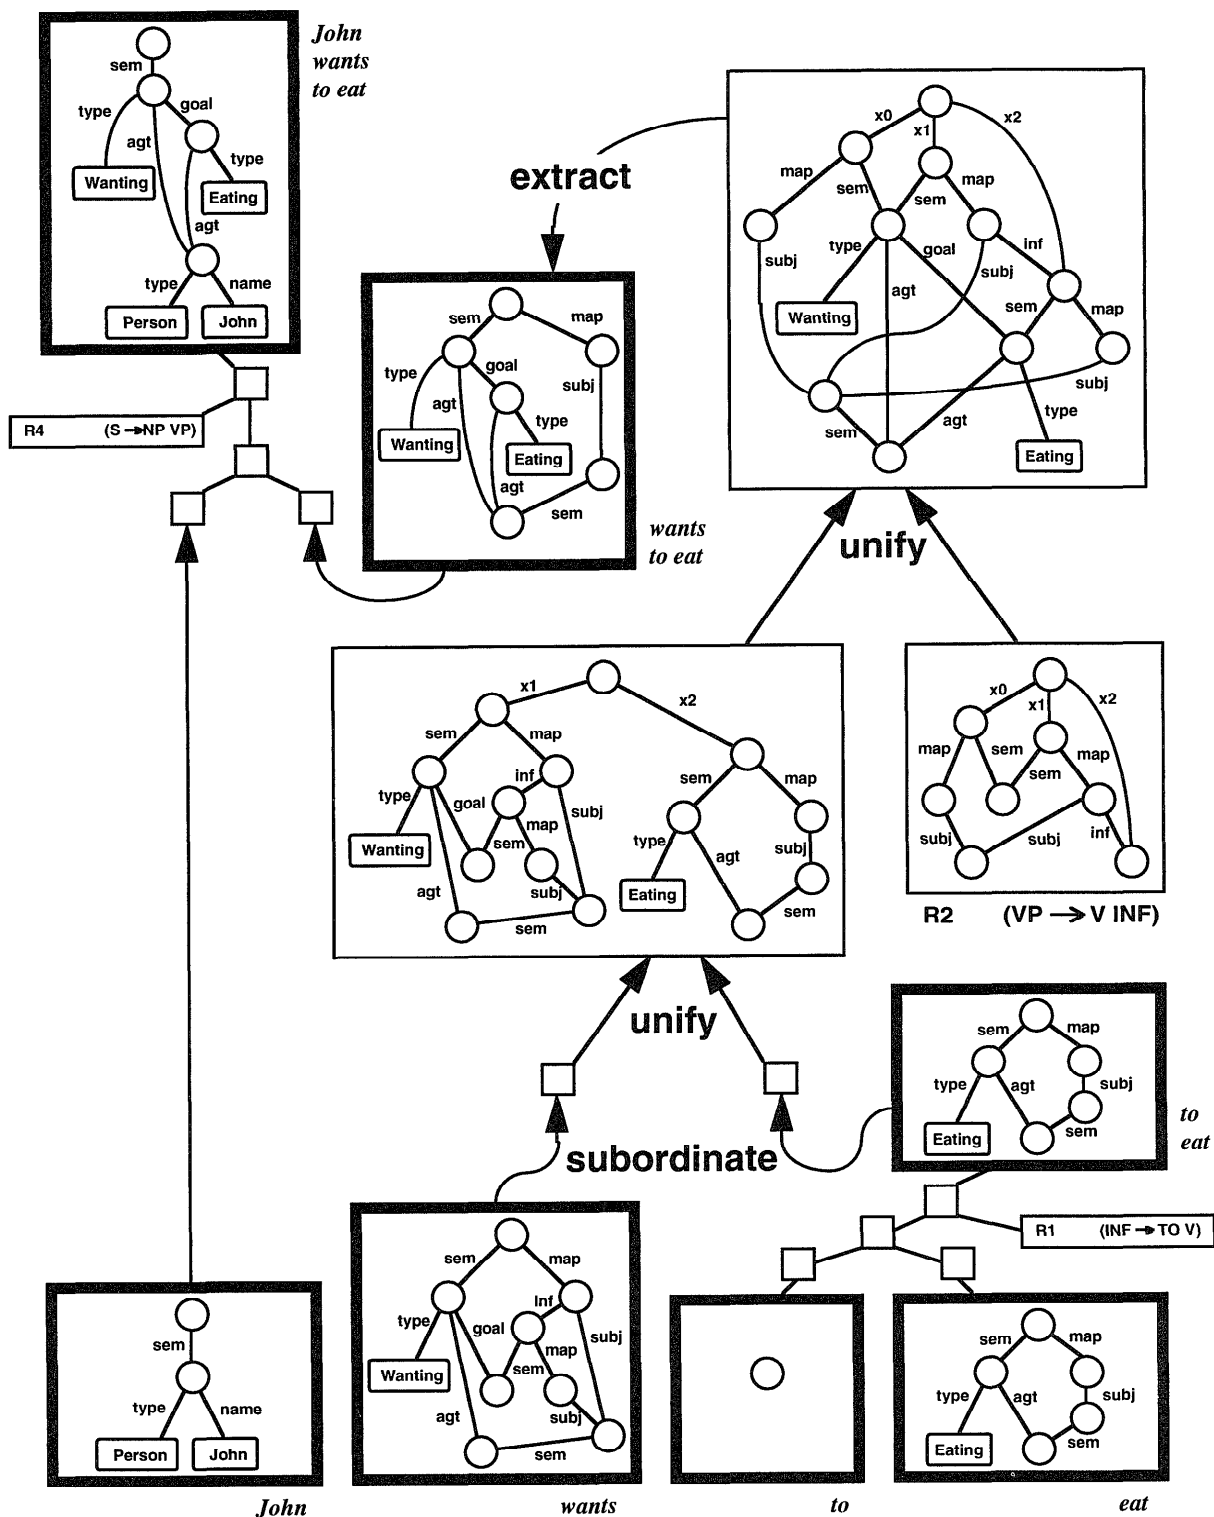 John
wants
to eat
sem
type
goal
agt
type
Wanting
Eating
agt
type
name
Person
John
R4 (S → NP VP)
extract
sem
map
type
goal
subj
agt
type
Wanting
Eating
agt
sem
wants
to eat
x0
x1
x2
map
sem
sem
map
subj
type
goal
subj
inf
agt
sem
map
Wanting
subj
sem
agt
type
Eating
unify
x1
x2
sem
map
inf
sem
map
type
goal
subj
map
type
agt
subj
Wanting
sem
agt
subj
Eating
sem
sem
x0
x1
x2
map
sem
sem
map
subj
subj
inf
R2 (VP → V INF)
unify
sem
map
type
agt
subj
Eating
sem
to
eat
subordinate
R1 (INF → TO V)
sem
type
name
Person
John
John
sem
map
Inf
type
goal
subj
map
Wanting
sem
agt
subj
sem
wants
to
sem
map
type
agt
subj
Eating
sem
eat